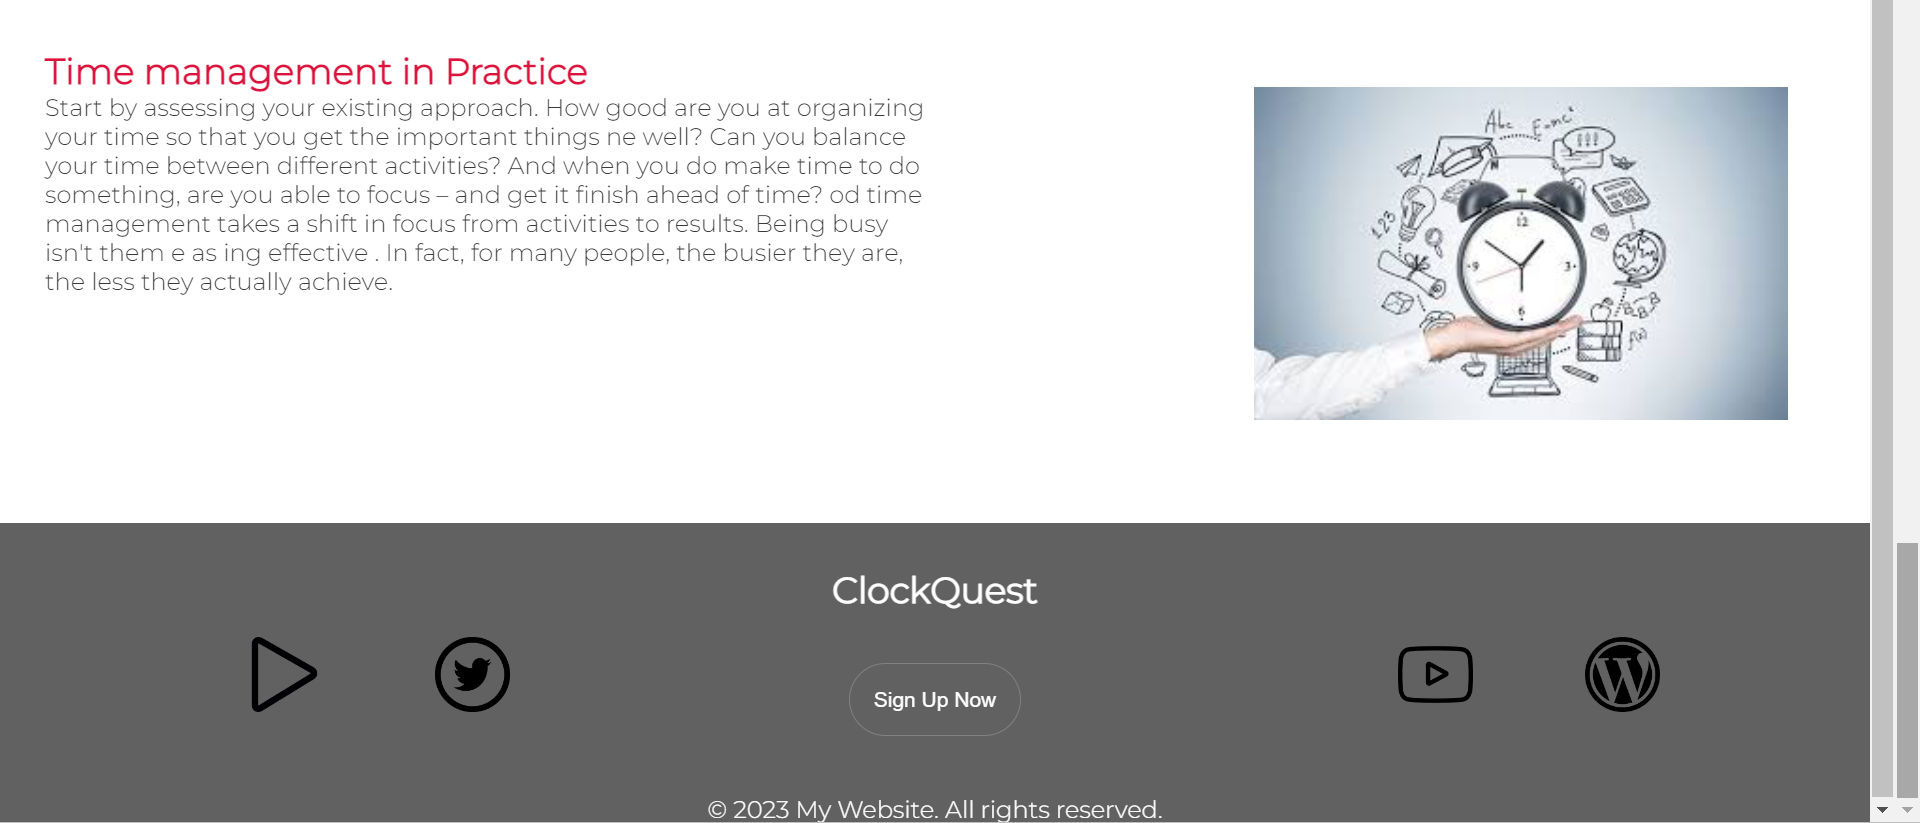 Time management in Practice
Start by assessing your existing approach. How good are you at organizing
your time so that you get the important things ne well? Can you balance
your time between different activities? And when you do make time to do
something, are you able to focus – and get it finish ahead of time? od time
management takes a shift in focus from activities to results. Being busy
isn't them e as ing effective . In fact, for many people, the busier they are,
the less they actually achieve.
Abc
E=mc²
123
12
9
3
6
f(x)
ClockQuest
Sign Up Now
© 2023 My Website. All rights reserved.